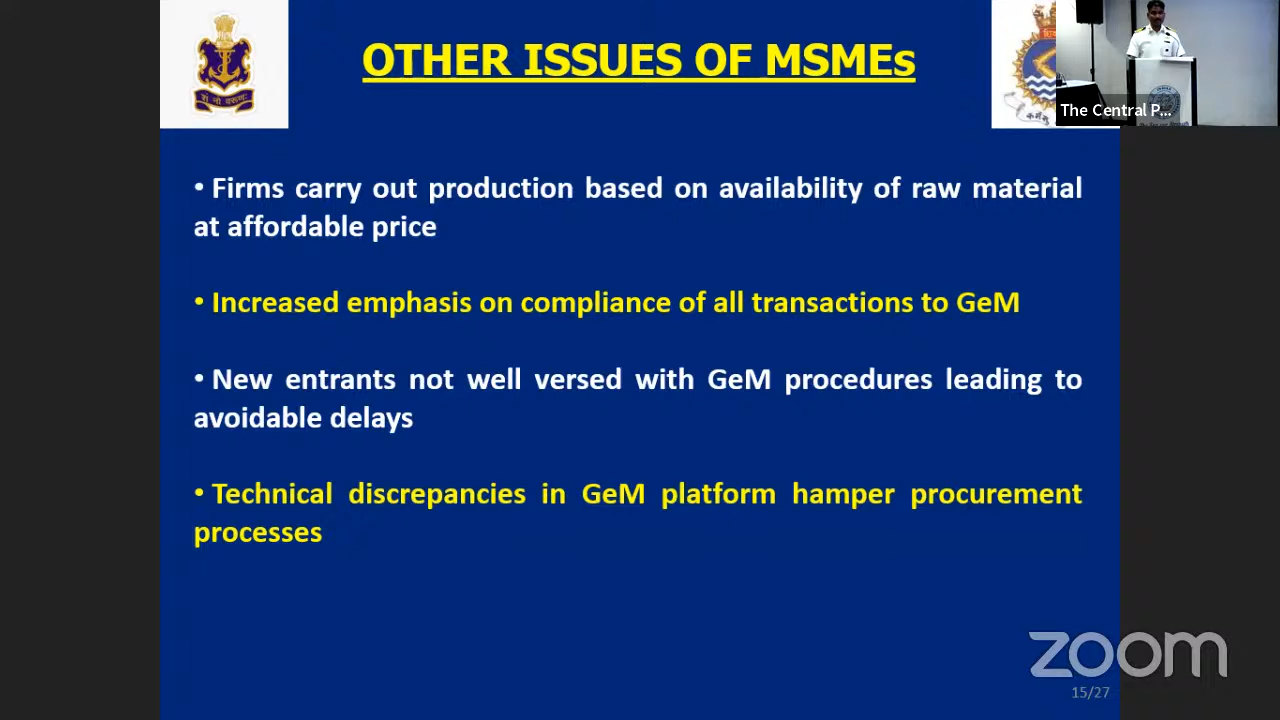 OTHER ISSUES OF MSMEs
The Central P...
शं नो वरुणः
• Firms carry out production based on availability of raw material
at affordable price
• Increased emphasis on compliance of all transactions to GeM
• New entrants not well versed with GeM procedures leading to
avoidable delays
• Technical discrepancies in GeM platform hamper procurement
processes
zoom
15/27